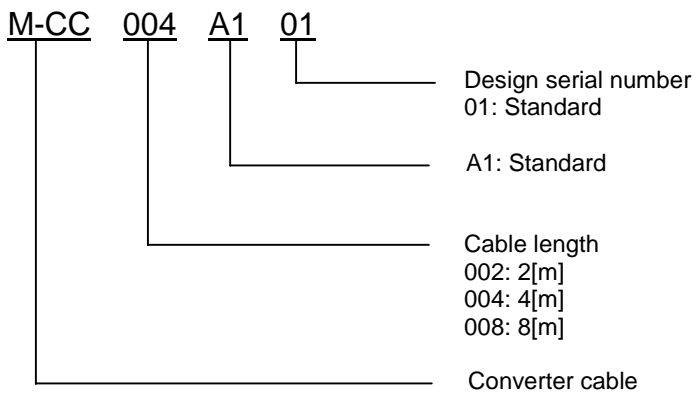 M-CC 004 A1 01
Design serial number
01: Standard
A1: Standard
Cable length
002: 2[m]
004: 4[m]
008: 8[m]
Converter cable